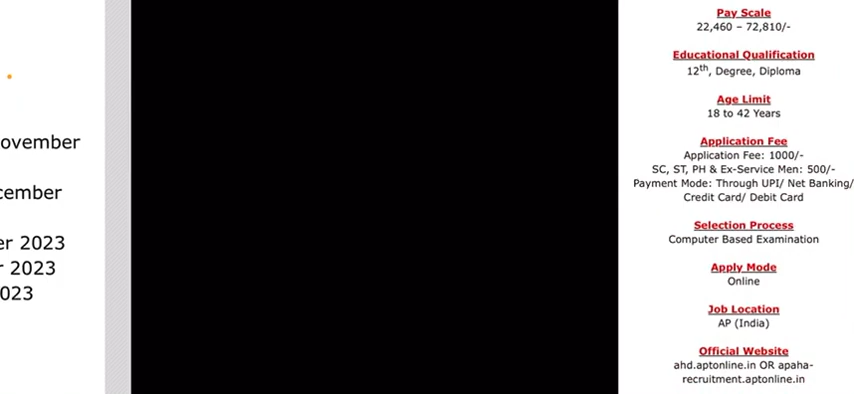 ovember
cember
er 2023
r 2023
023
Pay Scale
22,460 – 72,810/-
Educational Qualification
12th, Degree, Diploma
Age Limit
18 to 42 Years
Application Fee
Application Fee: 1000/-
SC, ST, PH & Ex-Service Men: 500/-
Payment Mode: Through UPI/ Net Banking/
Credit Card/ Debit Card
Selection Process
Computer Based Examination
Apply Mode
Online
Job Location
AP (India)
Official Website
ahd.aptonline.in OR apaha-
recruitment.aptonline.in